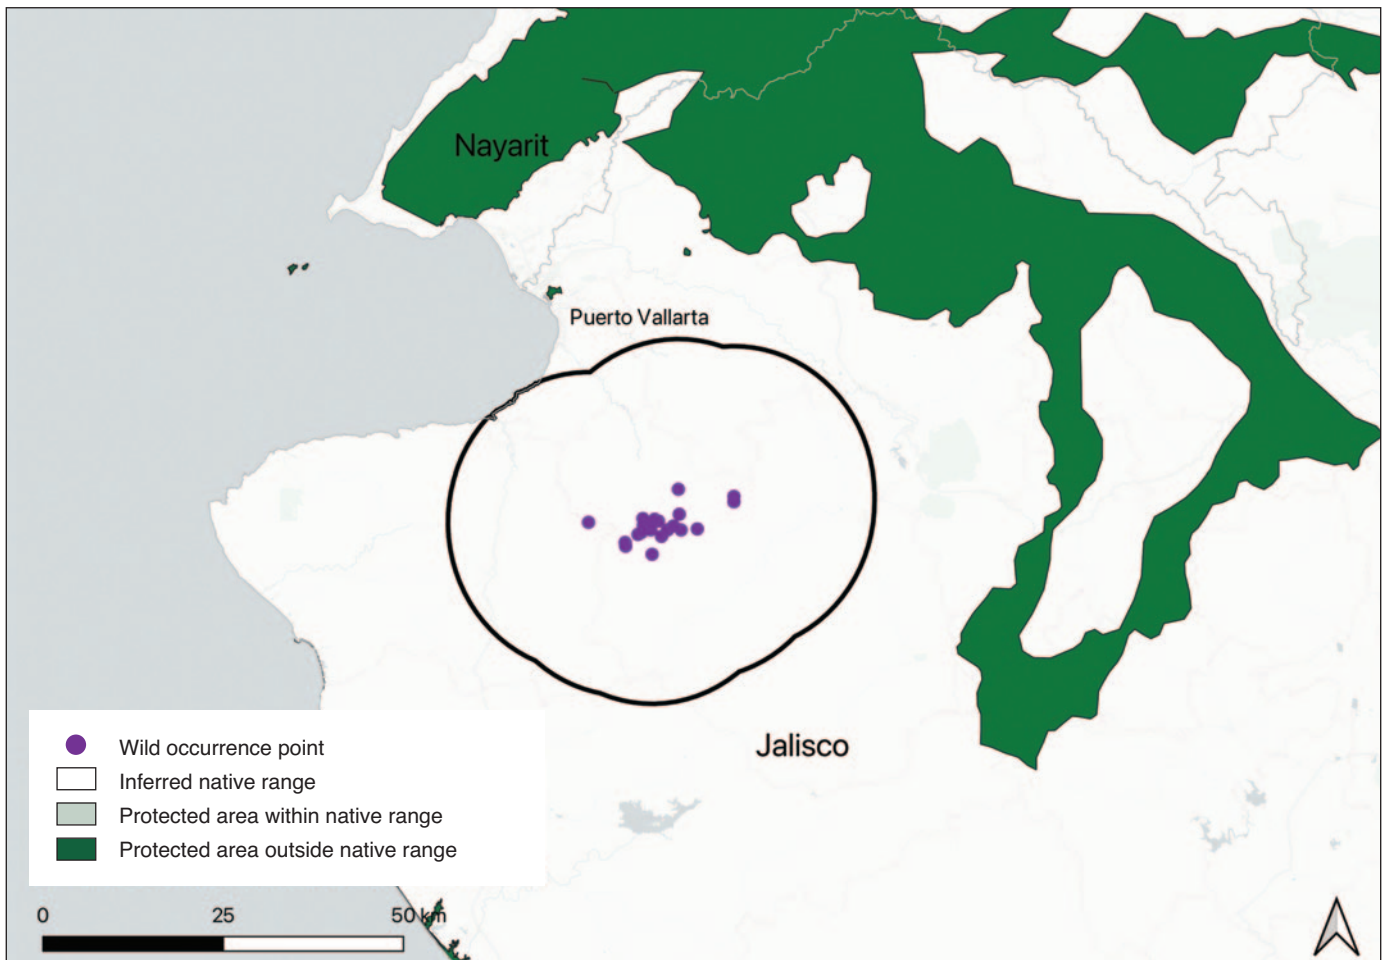 Nayarit
Puerto Vallarta
Jalisco
Wild occurrence point
Inferred native range
Protected area within native range
Protected area outside native range
0 25 50 km